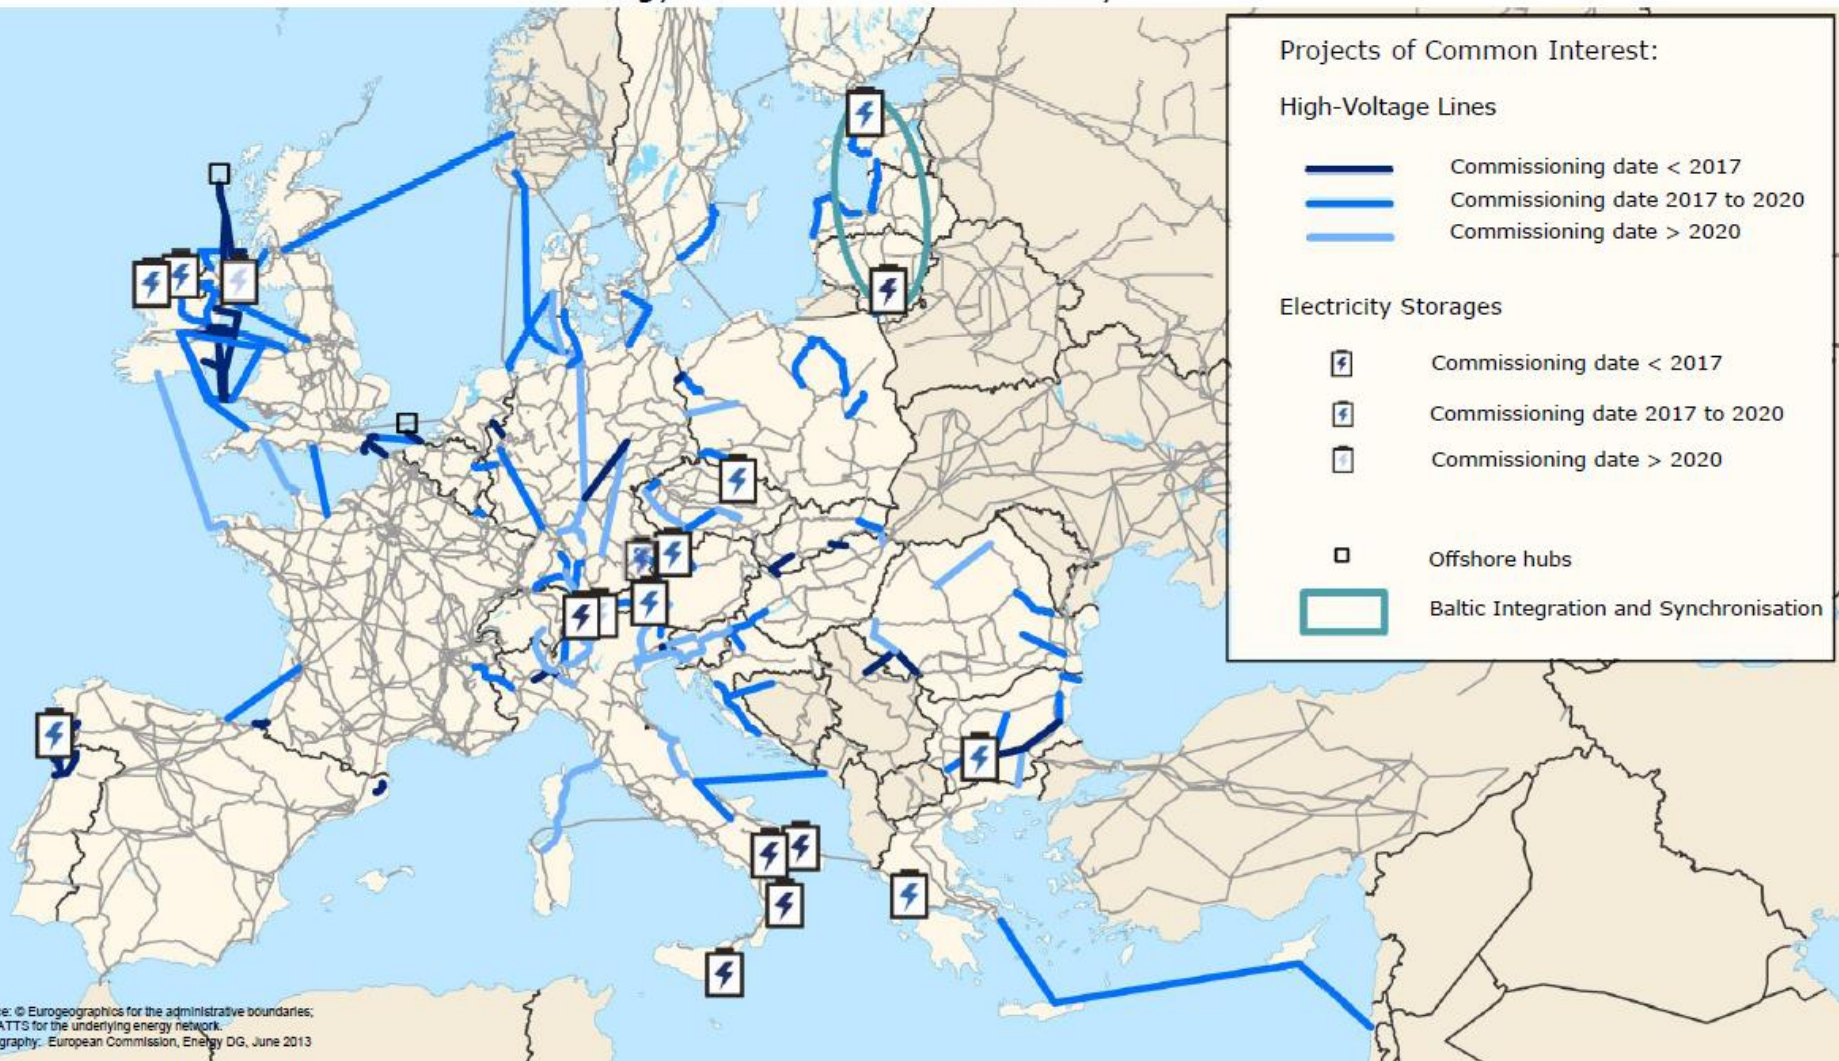 Projects of Common Interest:
High-Voltage Lines
Commissioning date < 2017
Commissioning date 2017 to 2020
Commissioning date > 2020
Electricity Storages
Commissioning date < 2017
Commissioning date 2017 to 2020
Commissioning date > 2020
Offshore hubs
Baltic Integration and Synchronisation
e: © Eurogeographics for the administrative boundaries;
ATTS for the underlying energy network.
graphy: European Commission, Energy DG, June 2013